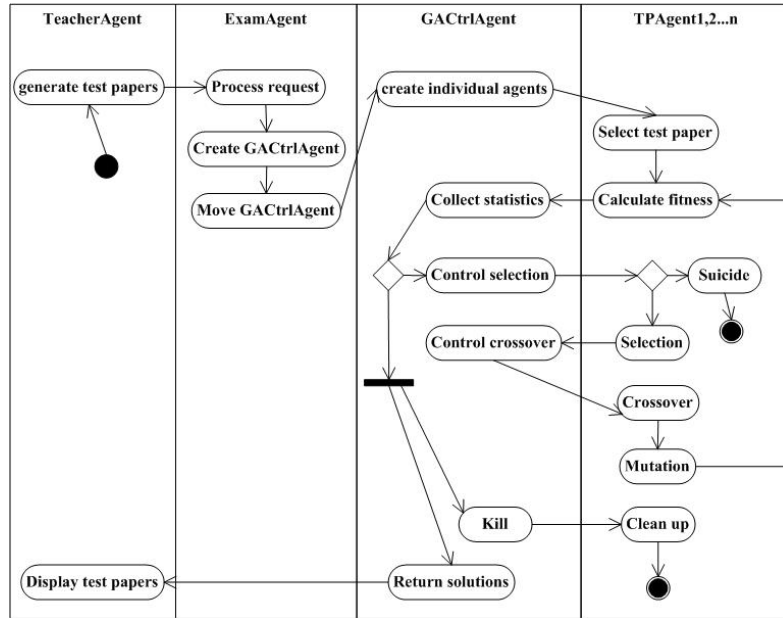 TeacherAgent
ExamAgent
GACtrlAgent
TPAgent1,2...n
generate test papers
Process request
create individual agents
Select test paper
Create GACtrlAgent
Move GACtrlAgent
Collect statistics
Calculate fitness
Control selection
Suicide
Control crossover
Selection
Crossover
Mutation
Kill
Clean up
Display test papers
Return solutions